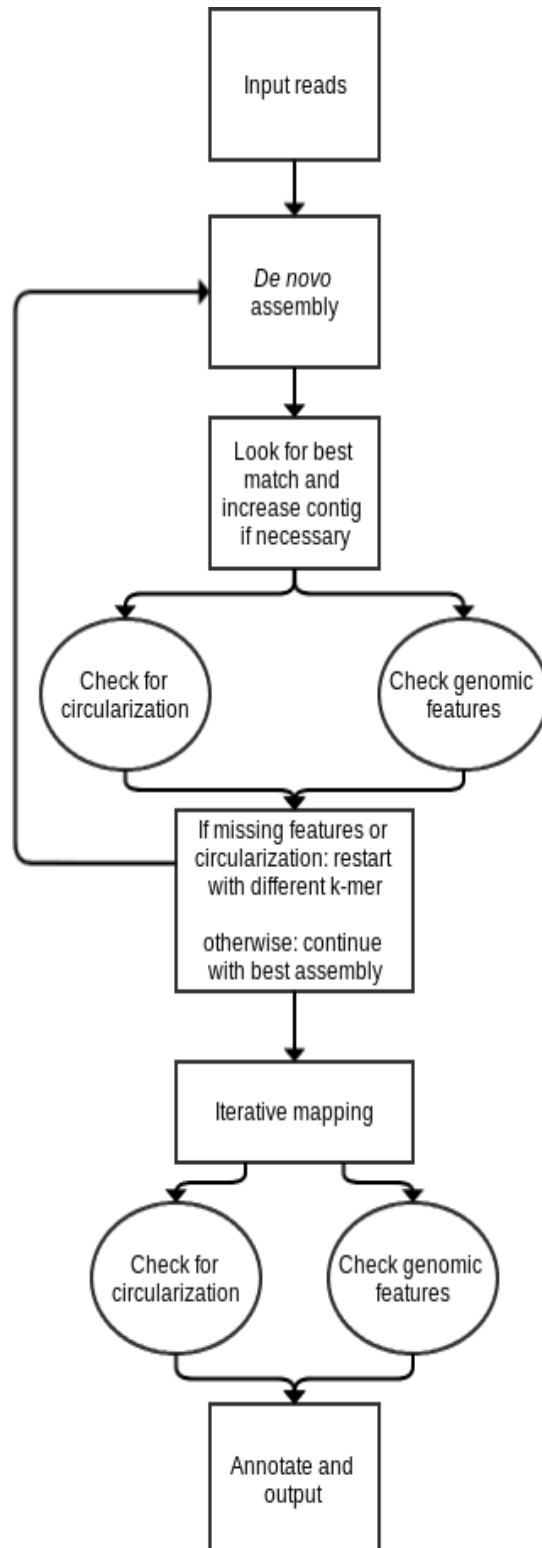 Input reads
De novo
assembly
Look for best
match and
increase contig
if necessary
Check for
circularization
Check genomic
features
If missing features or
circularization: restart
with different k-mer
otherwise: continue
with best assembly
Iterative mapping
Check for
circularization
Check genomic
features
Annotate and
output